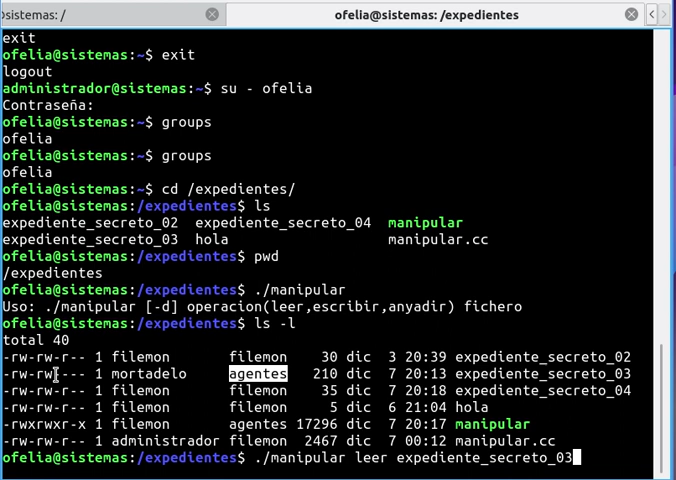 sistemas: /
ofelia@sistemas: /expedientes
exit
ofelia@sistemas:~$ exit
logout
administrador@sistemas:~$ su - ofelia
Contraseña:
ofelia@sistemas:~$ groups
ofelia
ofelia@sistemas:~$ groups
ofelia
ofelia@sistemas:~$ cd /expedientes/
ofelia@sistemas:/expedientes$ ls
expediente_secreto_02  expediente_secreto_04  manipular
expediente_secreto_03  hola                   manipular.cc
ofelia@sistemas:/expedientes$ pwd
/expedientes
ofelia@sistemas:/expedientes$ ./manipular
Uso: ./manipular [-d] operacion(leer,escribir,anyadir) fichero
ofelia@sistemas:/expedientes$ ls -l
total 40
-rw-rw-r-- 1 filemon       filemon    30 dic  3 20:39 expediente_secreto_02
-rw-rw---- 1 mortadelo     agentes   210 dic  7 20:13 expediente_secreto_03
-rw-rw-r-- 1 filemon       filemon    35 dic  7 20:18 expediente_secreto_04
-rw-rw-r-- 1 filemon       filemon     5 dic  6 21:04 hola
-rwxrwxr-x 1 filemon       agentes 17296 dic  7 20:17 manipular
-rw-rw-r-- 1 administrador filemon  2467 dic  7 00:12 manipular.cc
ofelia@sistemas:/expedientes$ ./manipular leer expediente_secreto_03